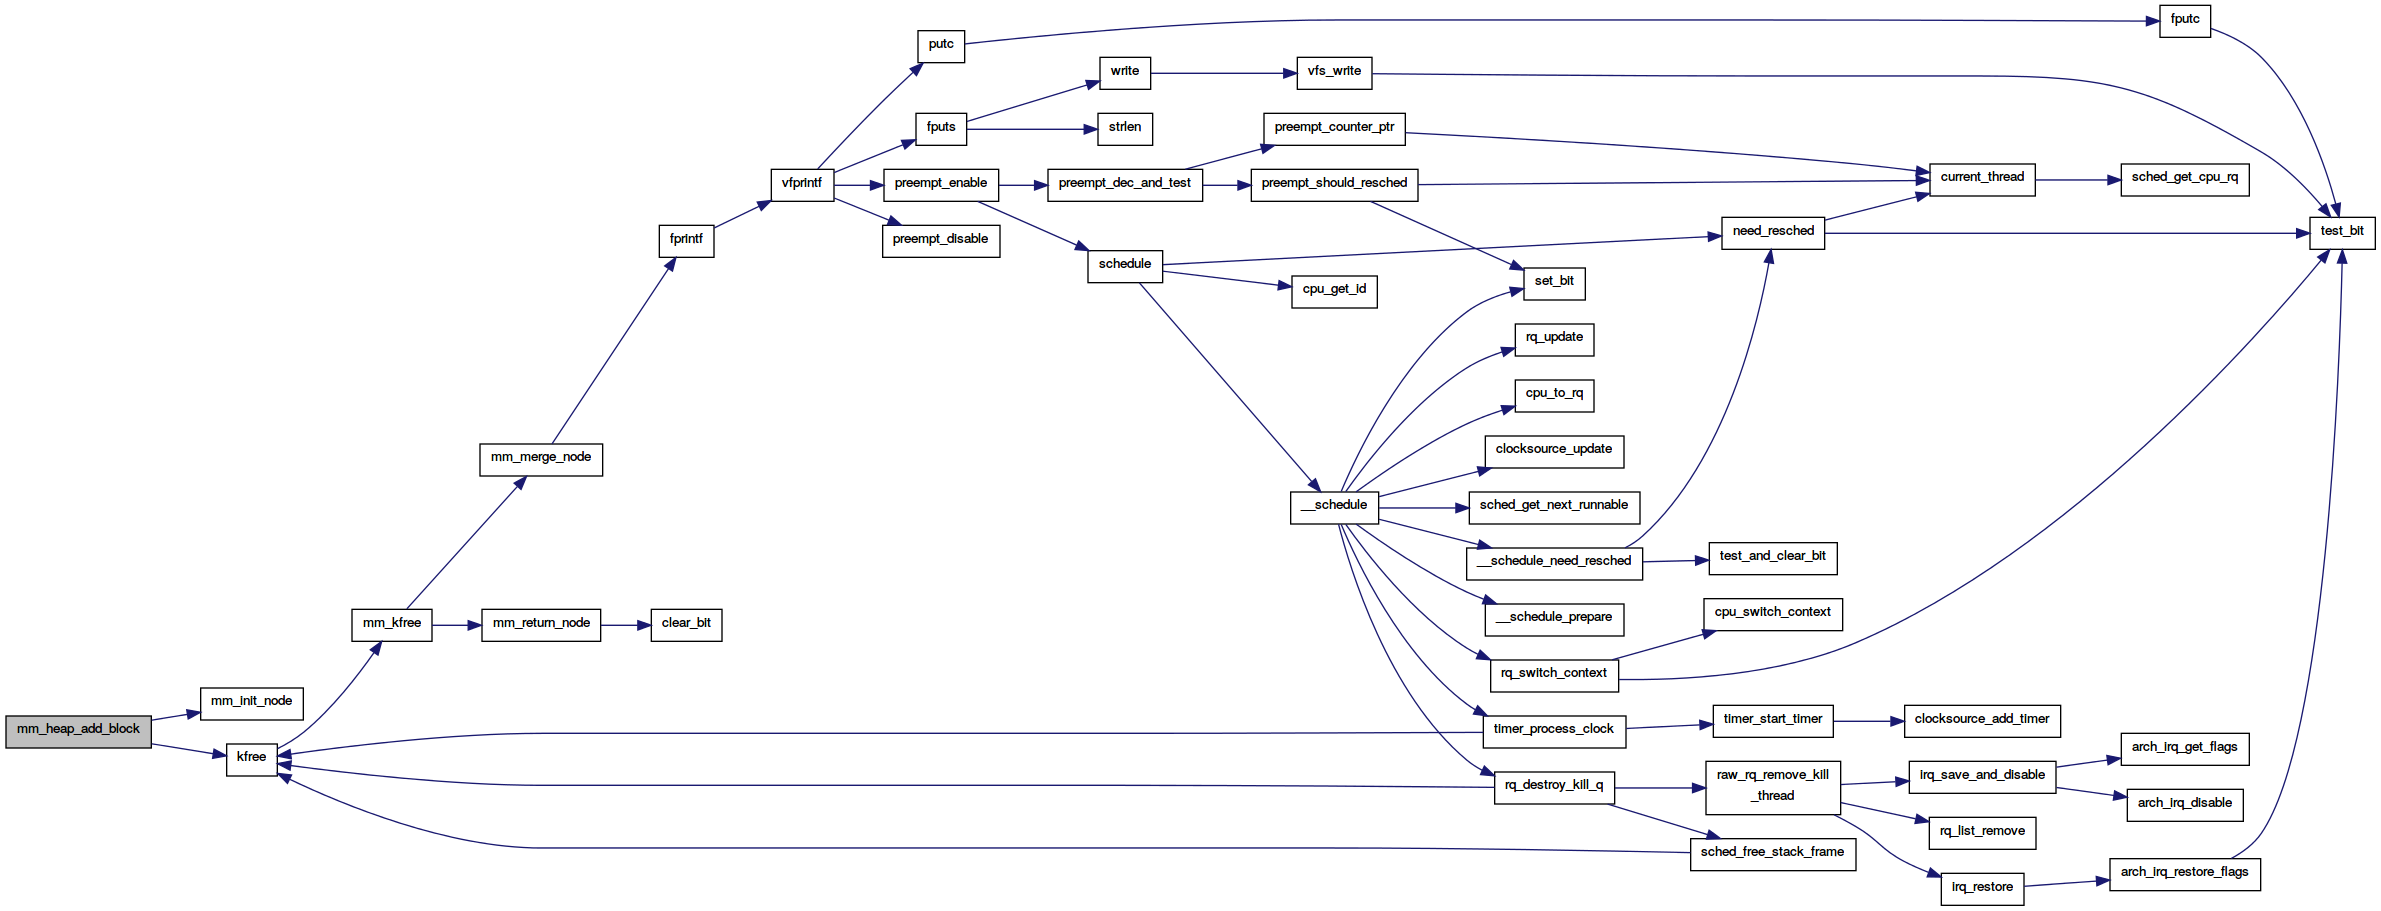 fputc
putc
write
vfs_write
fputs
strlen
preempt_counter_ptr
vfprintf
preempt_enable
preempt_dec_and_test
preempt_should_resched
current_thread
sched_get_cpu_rq
fprintf
preempt_disable
need_resched
test_bit
schedule
cpu_get_id
set_bit
rq_update
cpu_to_rq
clocksource_update
mm_merge_node
__schedule
sched_get_next_runnable
__schedule_need_resched
test_and_clear_bit
mm_kfree
mm_return_node
clear_bit
__schedule_prepare
cpu_switch_context
rq_switch_context
mm_init_node
mm_heap_add_block
kfree
timer_process_clock
timer_start_timer
clocksource_add_timer
rq_destroy_kill_q
raw_rq_remove_kill
_thread
irq_save_and_disable
arch_irq_get_flags
arch_irq_disable
rq_list_remove
sched_free_stack_frame
irq_restore
arch_irq_restore_flags